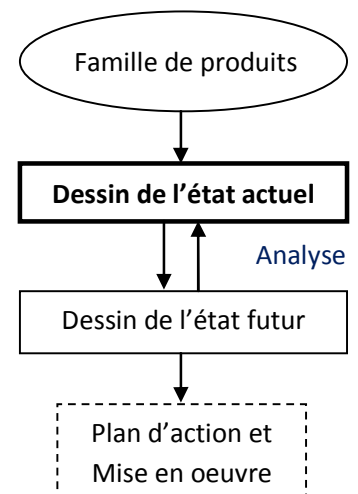 Famille de produits
Dessin de l’état actuel
Analyse
Dessin de l’état futur
Plan d’action et
Mise en oeuvre